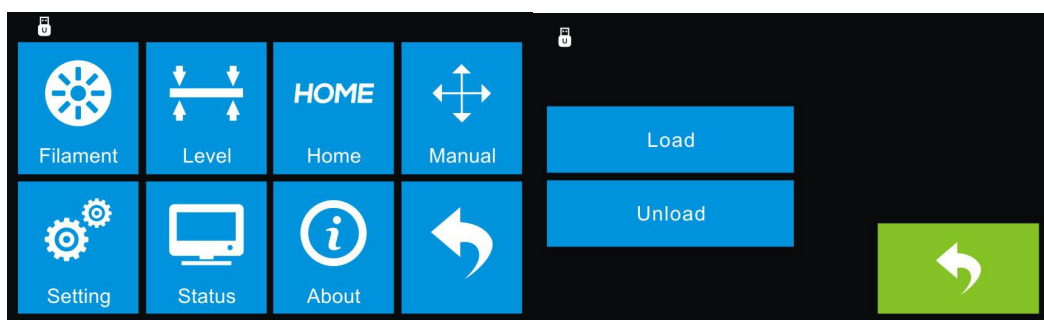 U
HOME
Filament
Level
Home
Manual
i
Setting
Status
About
U
Load
Unload